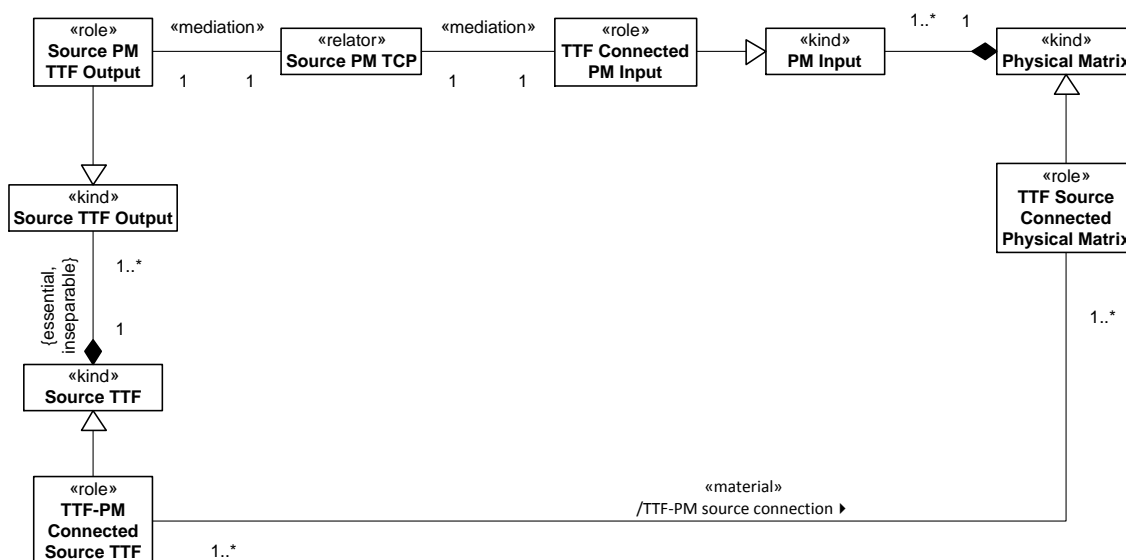 «role»
Source PM
TTF Output
«mediation»
1
1
«relator»
Source PM TCP
«mediation»
1
1
«role»
TTF Connected
PM Input
«kind»
PM Input
1..*
1
«kind»
Physical Matrix
«kind»
Source TTF Output
«role»
TTF Source
Connected
Physical Matrix
{essential,
inseparable}
1..*
1
1..*
«kind»
Source TTF
«role»
TTF-PM
Connected
Source TTF
«material»
/TTF-PM source connection
1..*